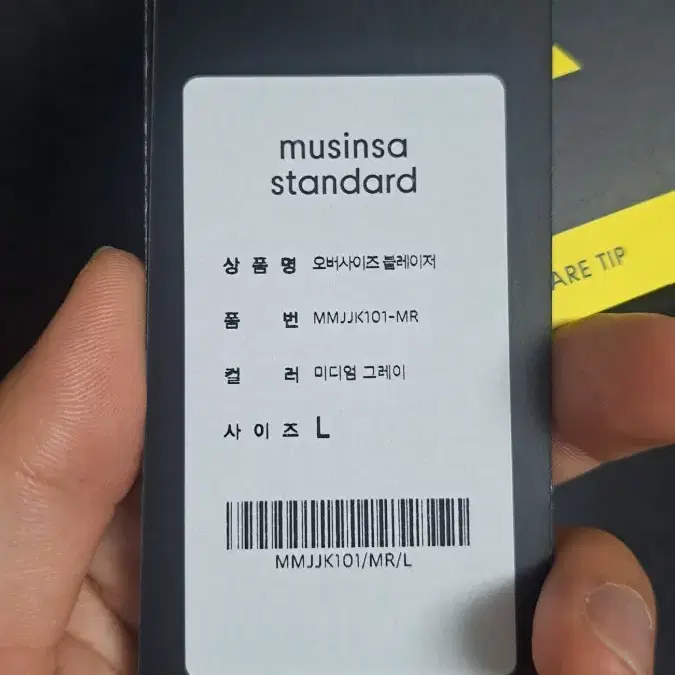 musinsa
standard
상품명 오버사이즈 블레이저
품번 MMJJK101-MR
컬러 미디엄 그레이
사이즈 L
MMJJK101/MR/L
ARE TIP